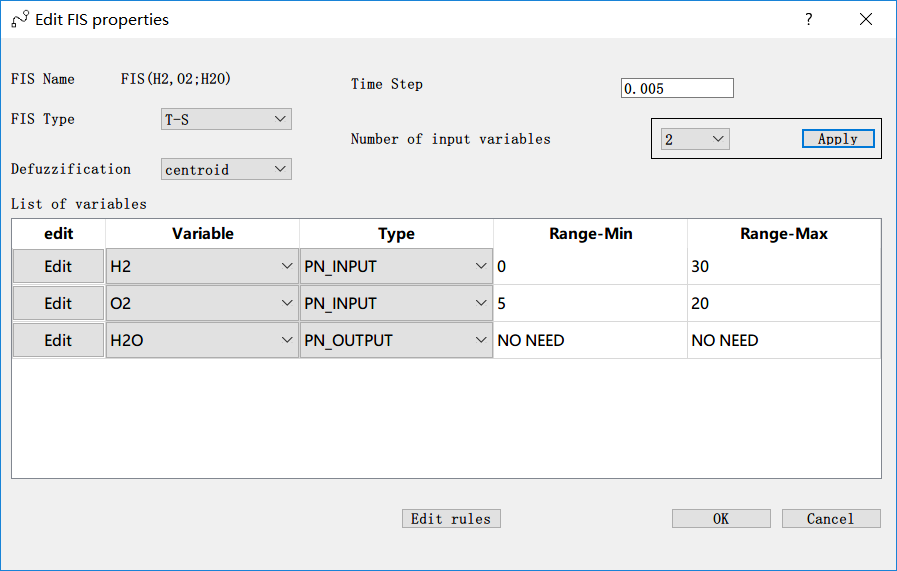 Edit FIS properties ?
FIS Name FIS(H2,O2;H2O)
Time Step 0.005
FIS Type T-S
Number of input variables 2 Apply
Defuzzification centroid
List of variables
edit Variable Type Range-Min Range-Max
Edit H2 PN_INPUT 0 30
Edit O2 PN_INPUT 5 20
Edit H2O PN_OUTPUT NO NEED NO NEED
Edit rules OK Cancel